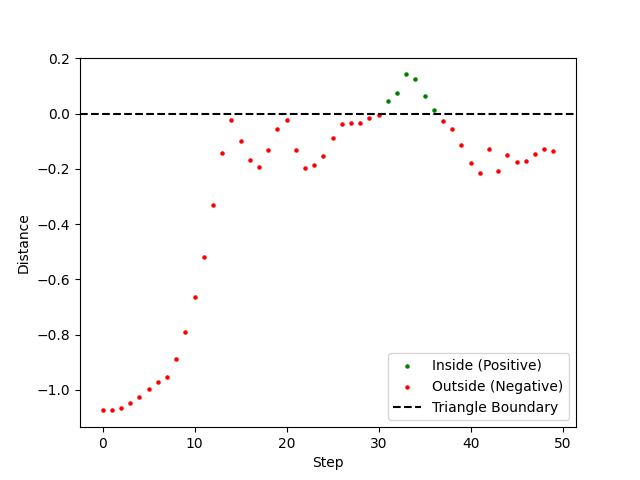 0.2
0.0
−0.2
−0.4
−0.6
−0.8
−1.0
Distance
0
10
20
30
40
50
Step
Inside (Positive)
Outside (Negative)
Triangle Boundary